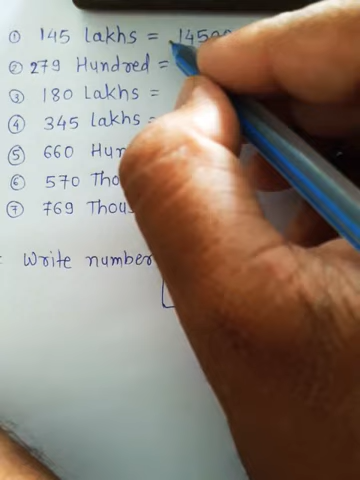 ① 145 lakhs = 14500
② 279 Hundred =
③ 180 lakhs =
④ 345 lakhs =
⑤ 660 Hun
⑥ 570 Tho
⑦ 769 Thous
Write number